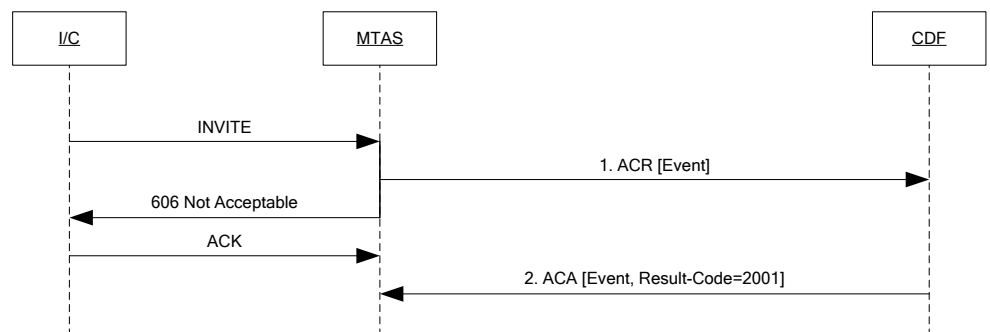 I/C
MTAS
CDF
INVITE
1. ACR [Event]
606 Not Acceptable
ACK
2. ACA [Event, Result-Code=2001]